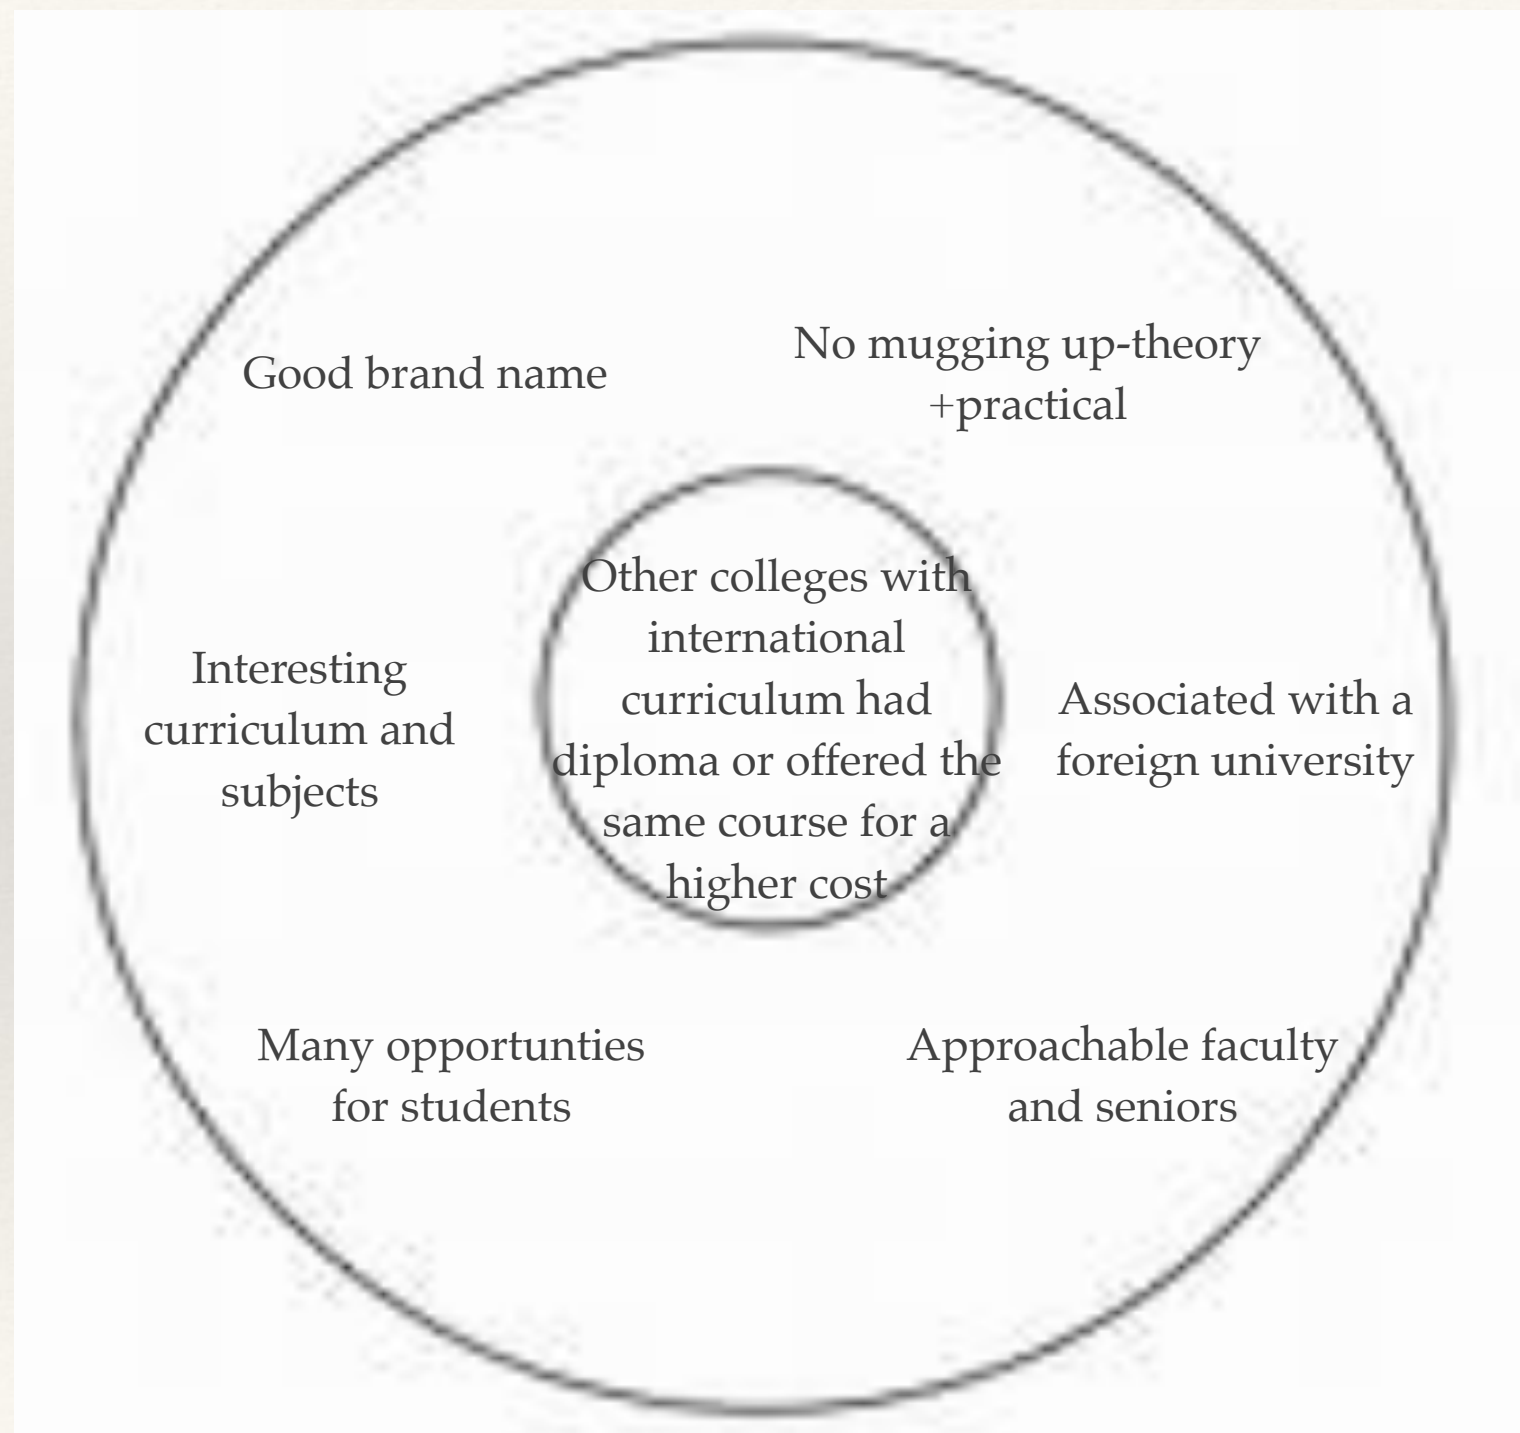 Good brand name
No mugging up-theory
+practical
Other colleges with
international
curriculum had
diploma or offered the
same course for a
higher cost
Interesting
curriculum and
subjects
Associated with a
foreign university
Many opportunties
for students
Approachable faculty
and seniors